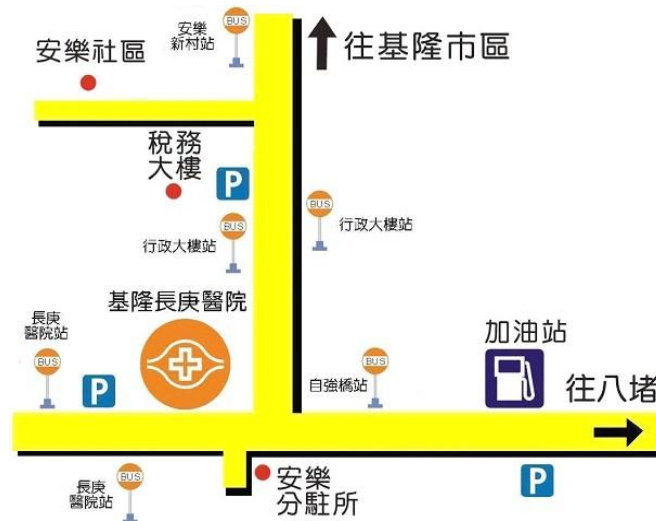 BUS
安樂
新村站
往基隆市區
安樂社區
稅務
大樓
P
BUS
行政大樓站
BUS
行政大樓站
基隆長庚醫院
長庚
醫院站
BUS
P
BUS
自強橋站
加油站
往八堵
長庚
醫院站
BUS
安樂
分駐所
P